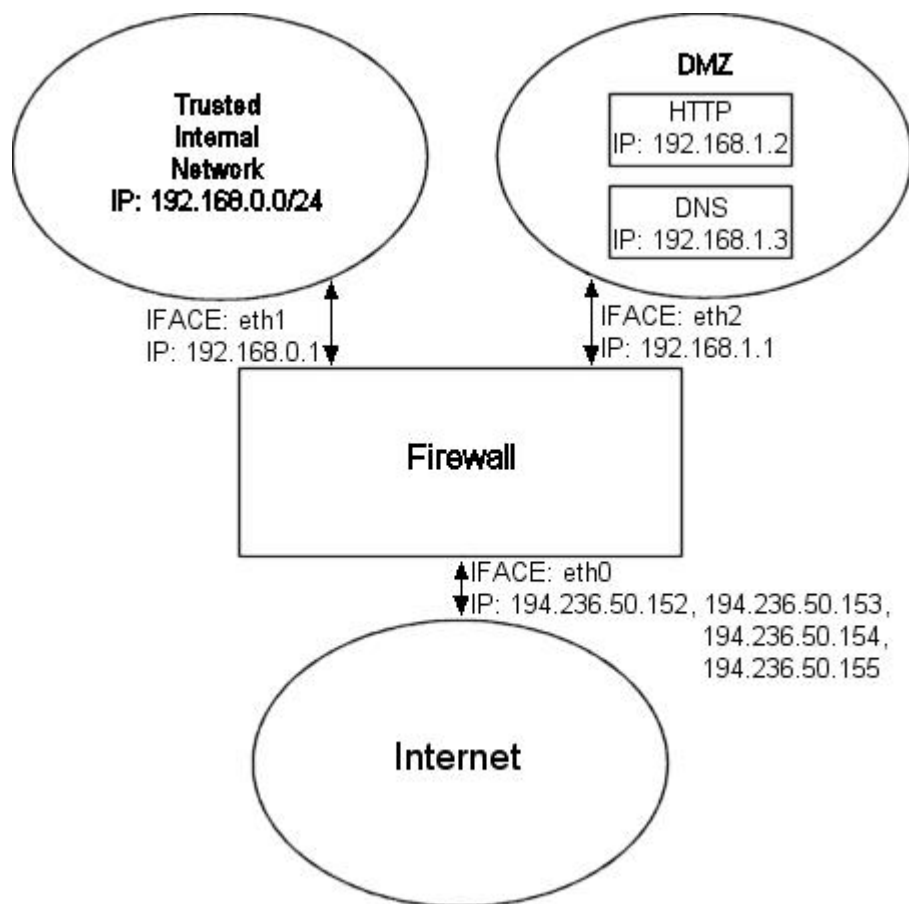 Trusted
Internal
Network
IP: 192.168.0.0/24
DMZ
HTTP
IP: 192.168.1.2
DNS
IP: 192.168.1.3
IFACE: eth1
IP: 192.168.0.1
IFACE: eth2
IP: 192.168.1.1
Firewall
IFACE: eth0
IP: 194.236.50.152, 194.236.50.153,
194.236.50.154,
194.236.50.155
Internet